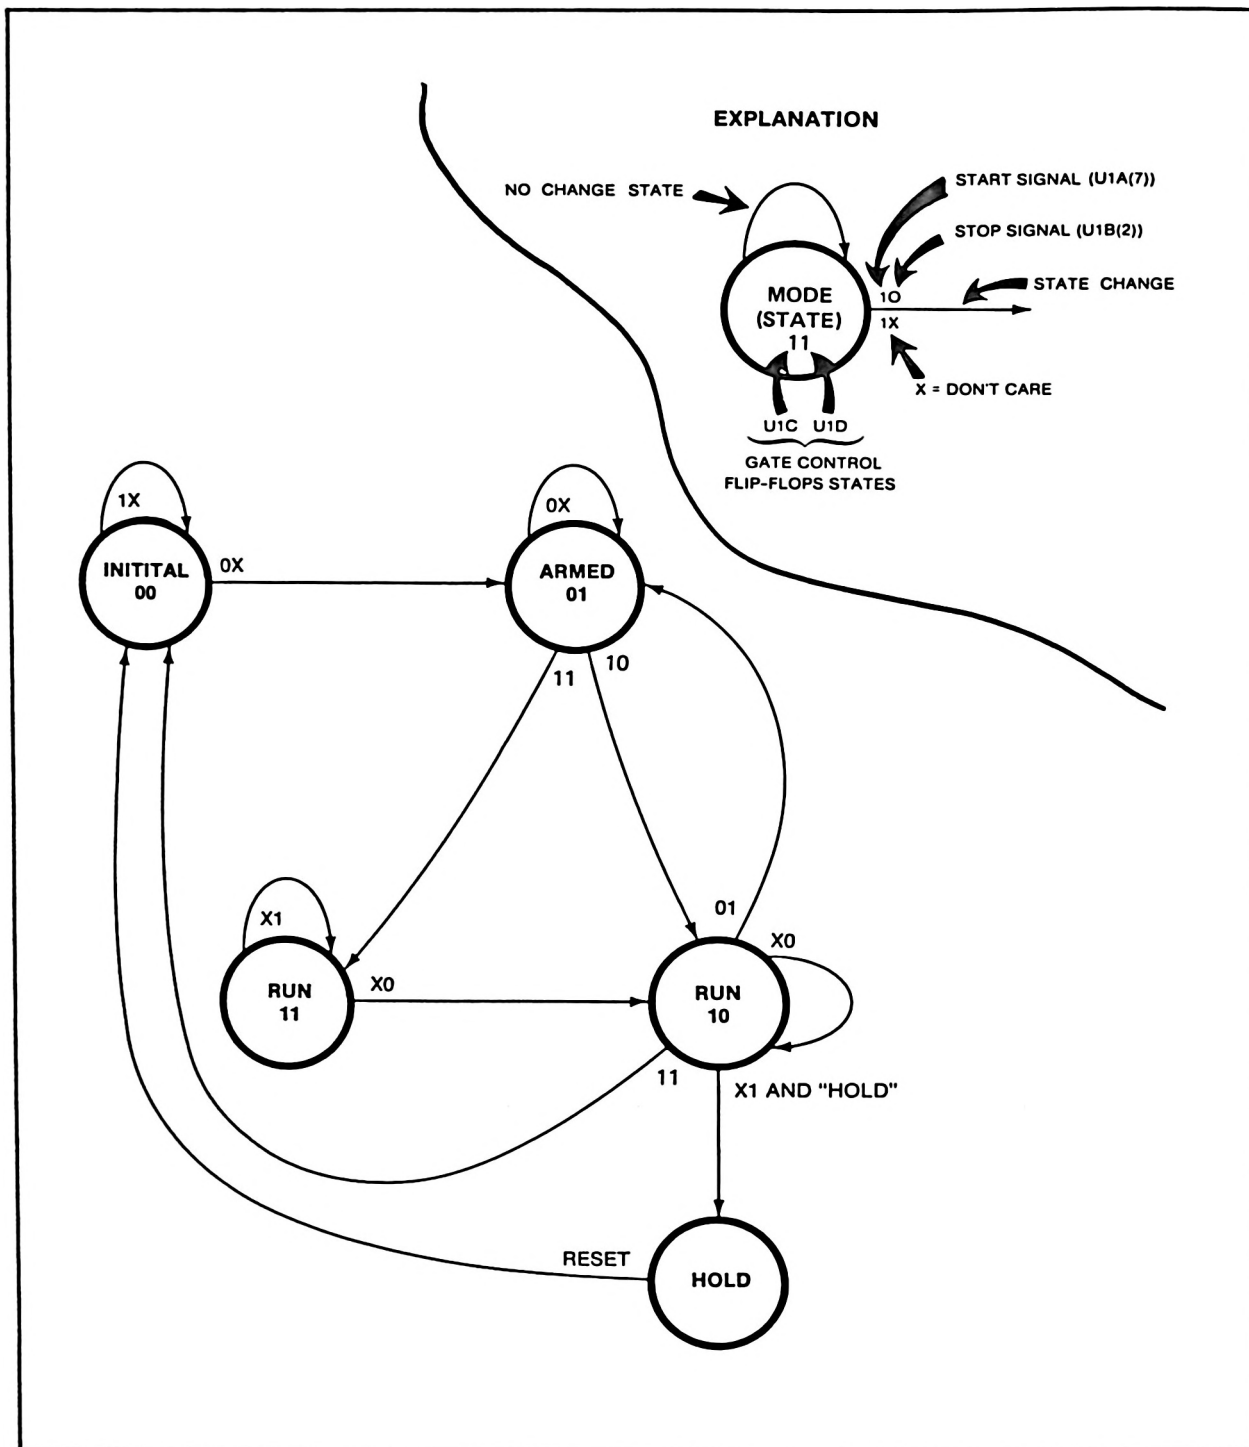 EXPLANATION
NO CHANGE STATE
START SIGNAL (U1A(7))
STOP SIGNAL (U1B(2))
STATE CHANGE
MODE
(STATE)
11
10
1X
X = DON'T CARE
U1C U1D
GATE CONTROL
FLIP-FLOPS STATES
1X
INITITAL
00
0X
0X
ARMED
01
11
10
X1
RUN
11
X0
01
X0
RUN
10
11
X1 AND "HOLD"
RESET
HOLD